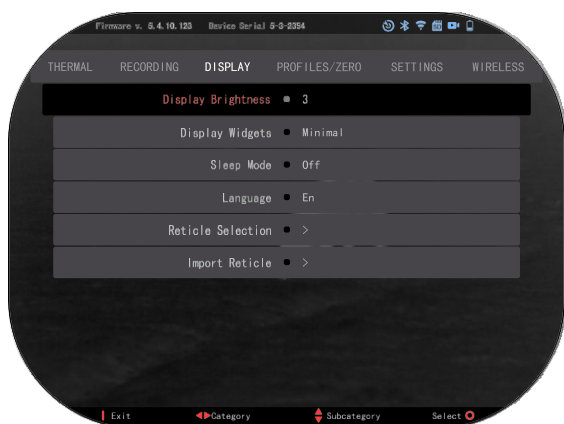 Firmware v. 5.4.10.123 Device Serial 5-3-2354
THERMAL RECORDING DISPLAY PROFILES/ZERO SETTINGS WIRELESS
Display Brightness 3
Display Widgets Minimal
Sleep Mode Off
Language En
Reticle Selection >
Import Reticle >
Exit Category Subcategory Select